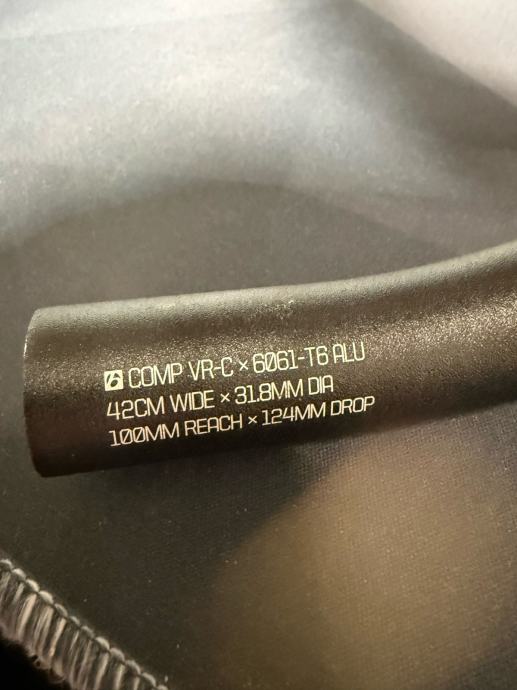 COMP VR-C × 6061-T6 ALU
42CM WIDE × 31.8MM DIA
100MM REACH × 124MM DROP